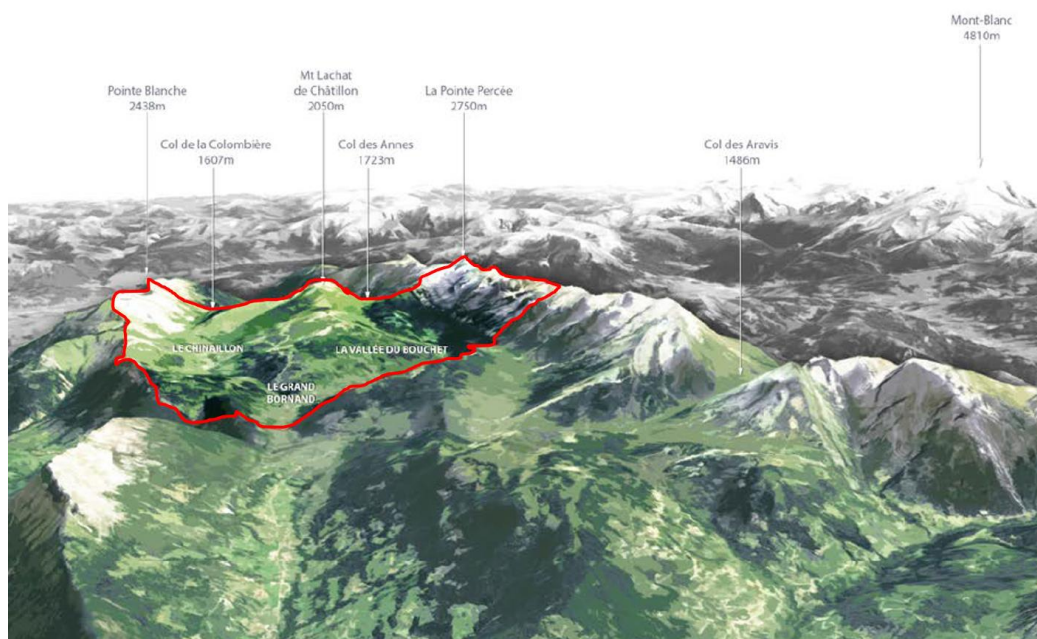 Mont-Blanc
4810m
Mt Lachat
de Châtillon
2050m
Pointe Blanche
2438m
La Pointe Percée
2750m
Col de la Colombière
1607m
Col des Annes
1723m
Col des Aravis
1486m
LE CHINAILLON
LA VALLÉE DU BOUCHET
LE GRAND
BORNAND